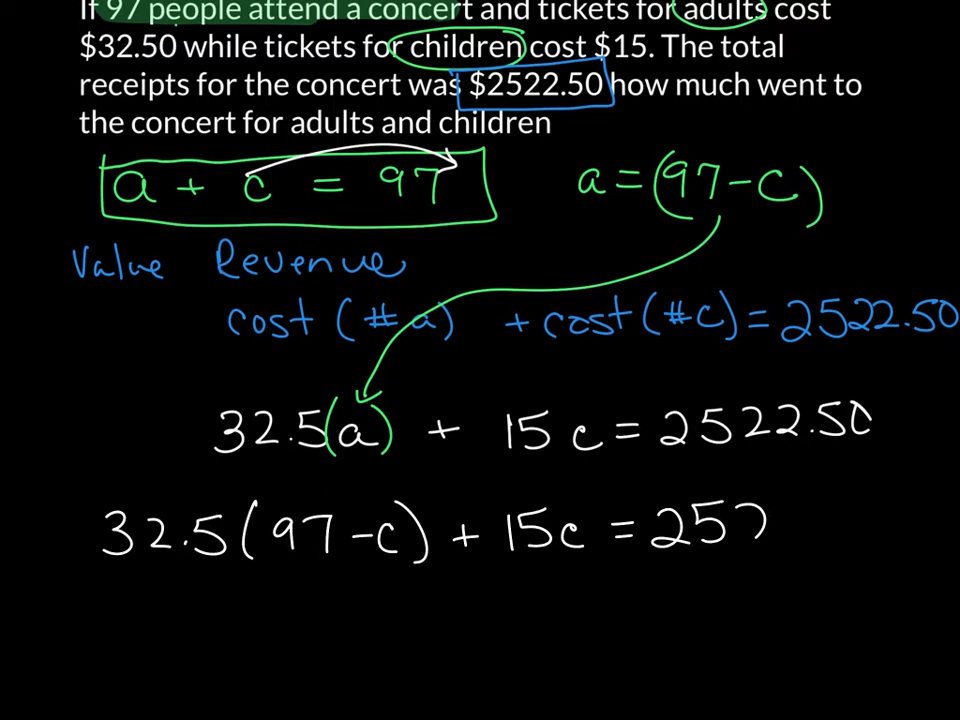 If 97 people attend a concert and tickets for adults cost
$32.50 while tickets for children cost $15. The total
receipts for the concert was $2522.50 how much went to
the concert for adults and children
a + c = 97 a = (97 - c)
Value Revenue
cost (# a) + cost (# c) = 2522.50
32.5(a) + 15c = 2522.50
32.5(97 - c) + 15c = 252